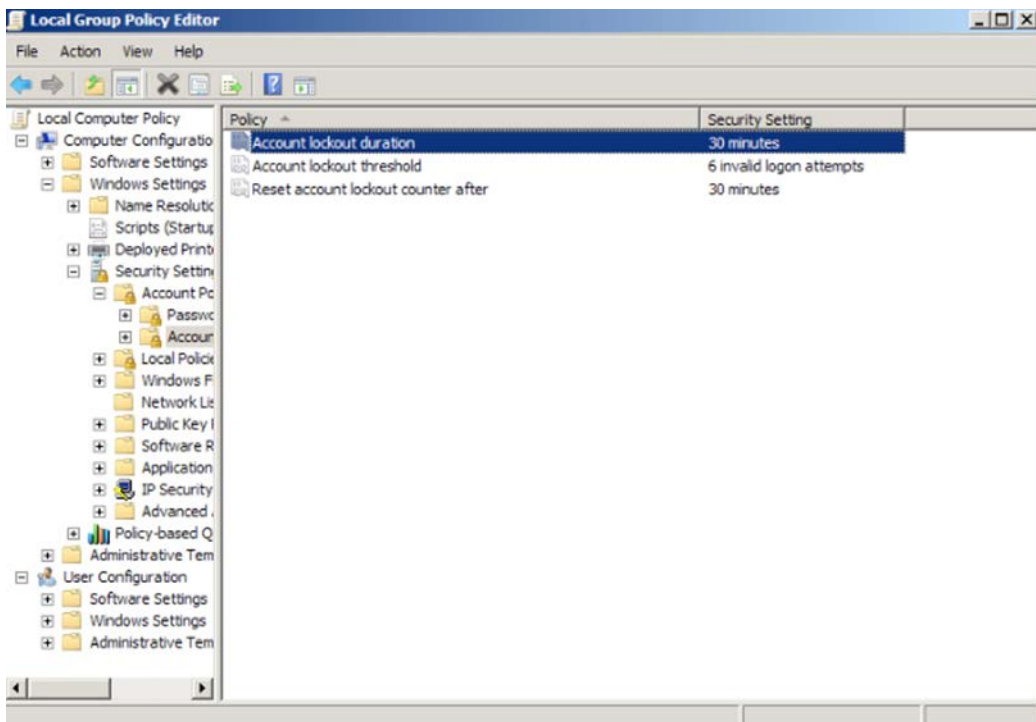 Local Group Policy Editor
File Action View Help
Local Computer Policy
Computer Configuratio
Software Settings
Windows Settings
Name Resolutic
Scripts (Startup
Deployed Print
Security Setting
Account Po
Passwc
Accour
Local Policie
Windows F
Network Lis
Public Key
Software R
Application
IP Security
Advanced
Policy-based Q
Administrative Tem
User Configuration
Software Settings
Windows Settings
Administrative Tem
Policy Security Setting
Account lockout duration 30 minutes
Account lockout threshold 6 invalid logon attempts
Reset account lockout counter after 30 minutes